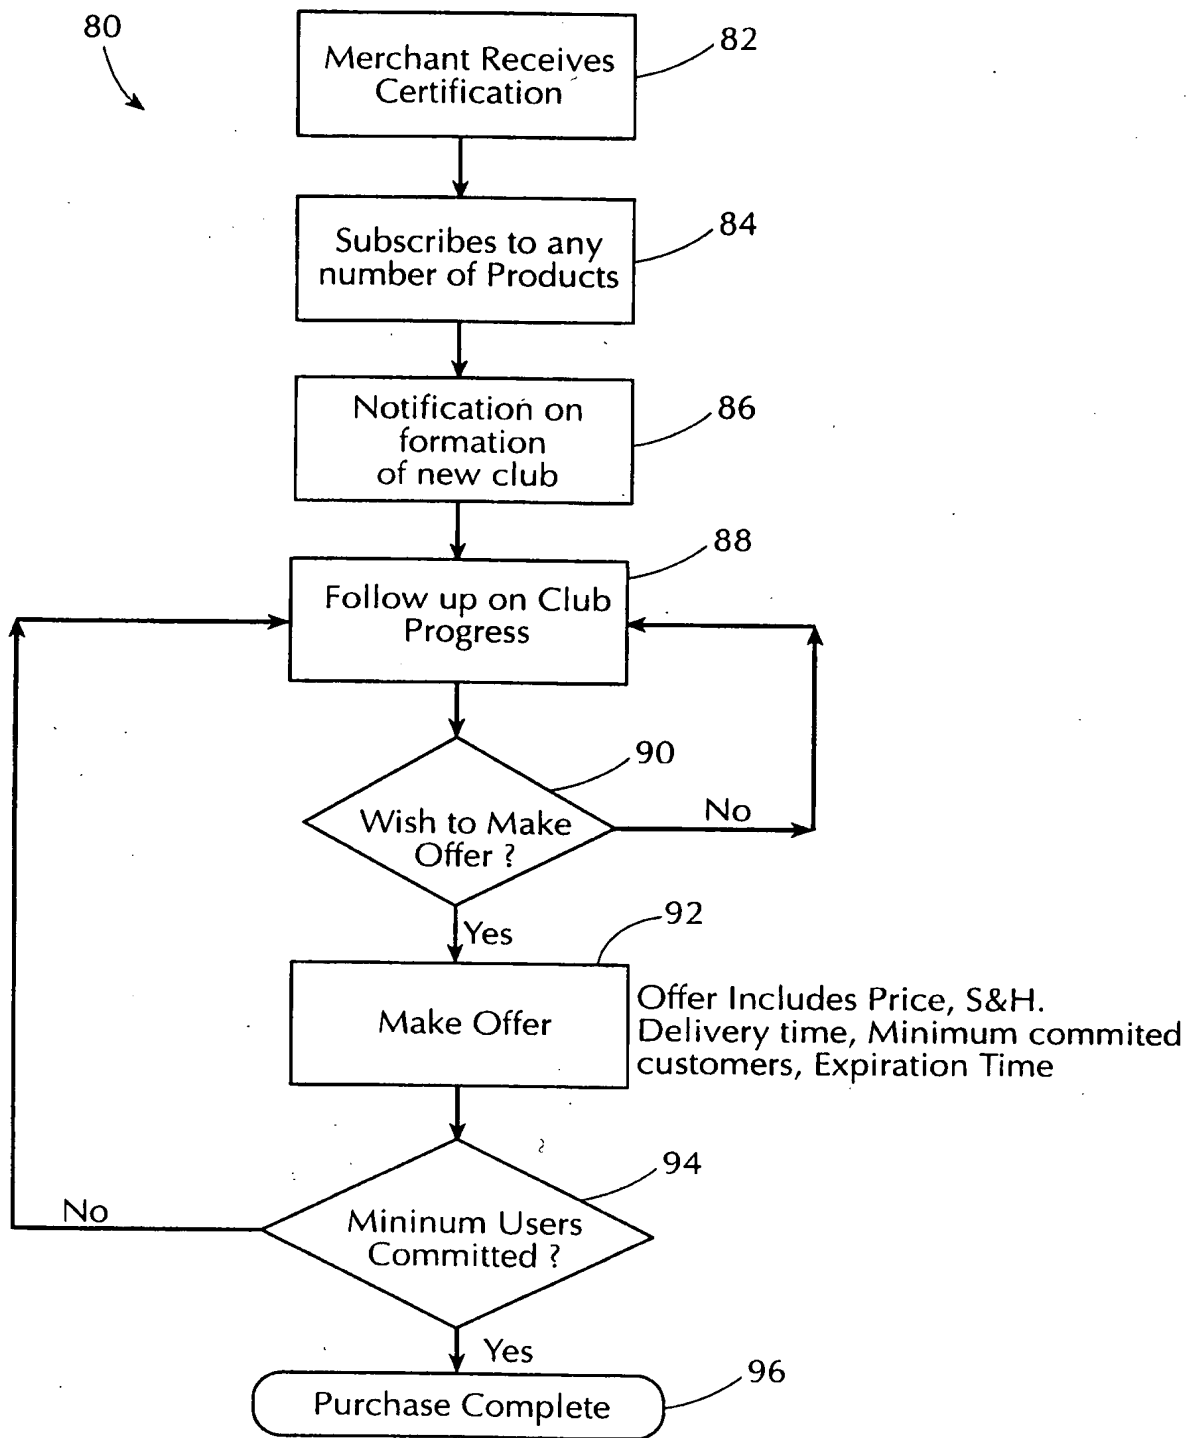 80
Merchant Receives
Certification
82
Subscribes to any
number of Products
84
Notification on
formation
of new club
86
Follow up on Club
Progress
88
Wish to Make
Offer ?
90
No
Yes
92
Make Offer
Offer Includes Price, S&H.
Delivery time, Minimum commited
customers, Expiration Time
94
Mininum Users
Committed ?
No
Yes
Purchase Complete
96